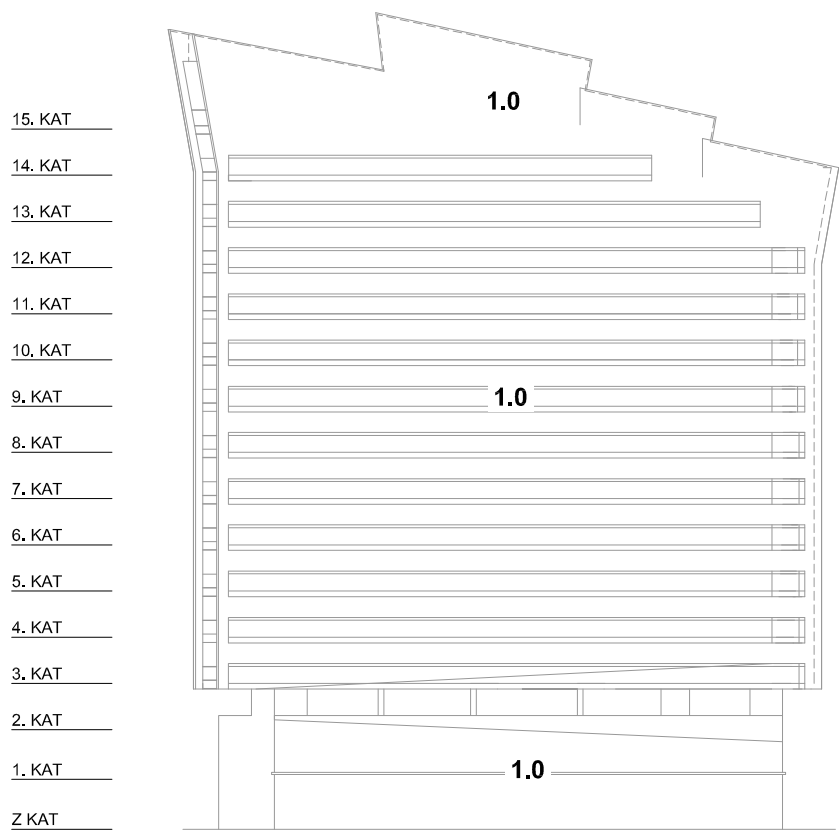 1.0
15. KAT
14. KAT
13. KAT
12. KAT
11. KAT
10. KAT
9. KAT
1.0
8. KAT
7. KAT
6. KAT
5. KAT
4. KAT
3. KAT
2. KAT
1. KAT
1.0
Z KAT